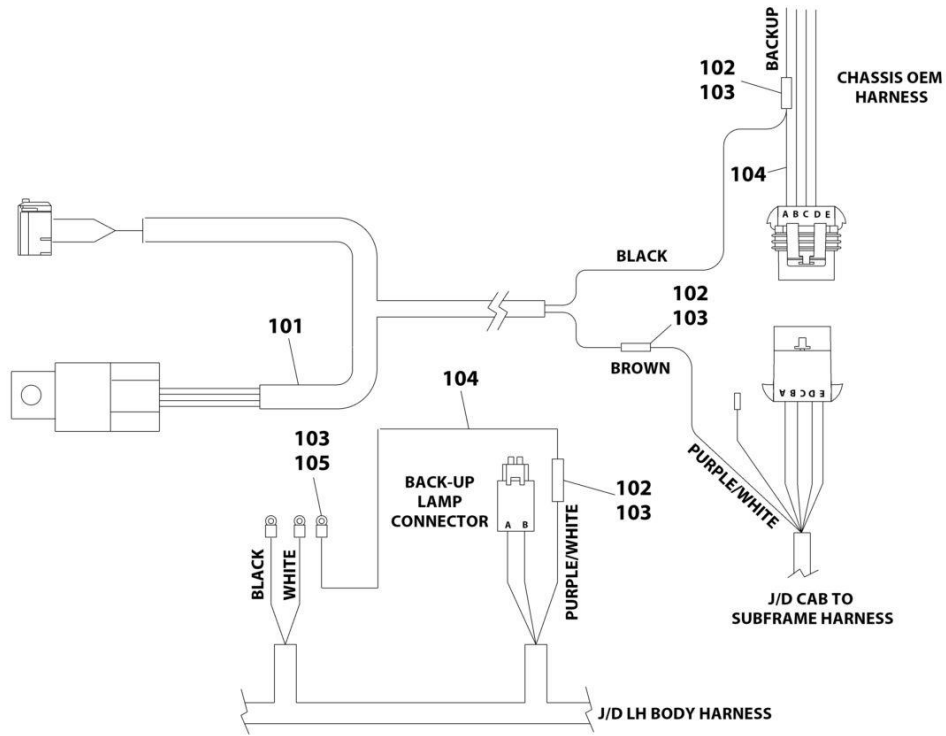 BACKUP
102
103
CHASSIS OEM
HARNESS
104
A B C D E
BLACK
102
103
101
BROWN
104
E D C B A
103
105
BACK-UP
LAMP
CONNECTOR
A B
102
103
PURPLE/WHITE
PURPLE/WHITE
BLACK
WHITE
J/D CAB TO
SUBFRAME HARNESS
J/D LH BODY HARNESS